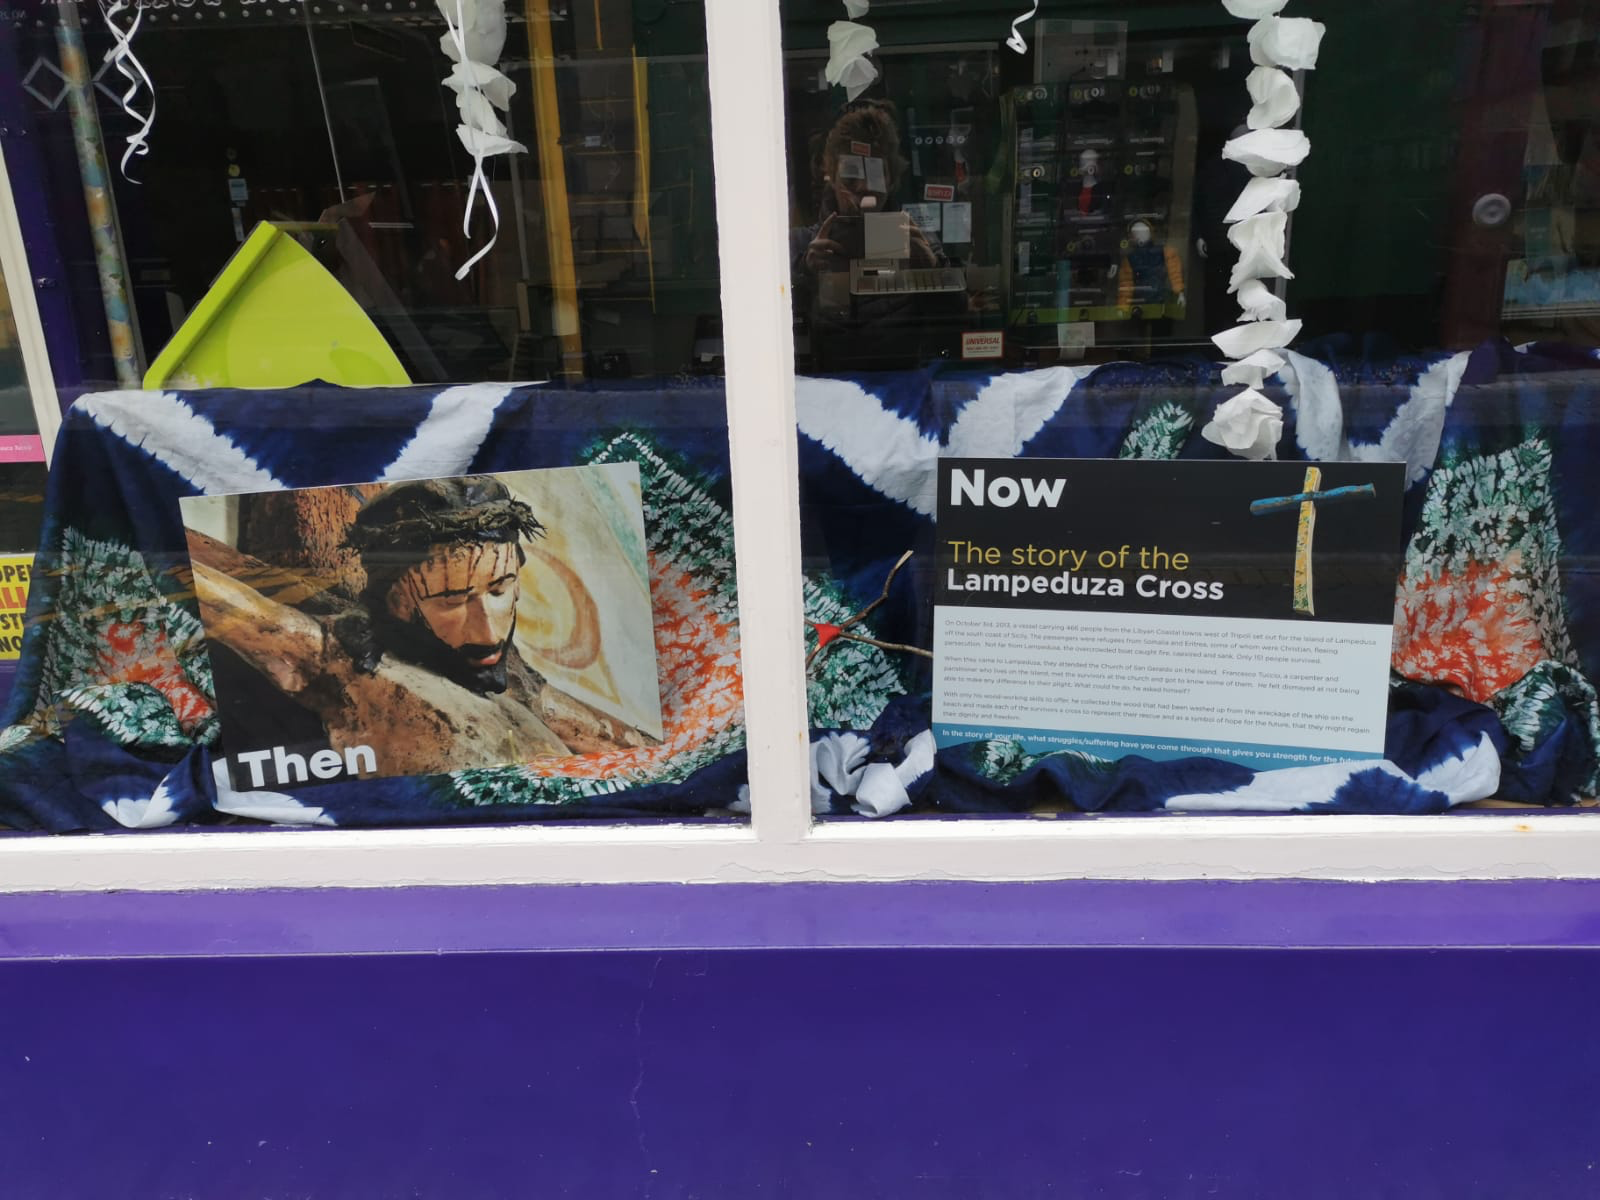 OPE
ALL
ST
NO
Then
UNIVERSAL
Now
The story of the
Lampeduza Cross
On October 3rd, 2013, a vessel carrying 466 people from the Libyan Coastal towns west of Tripoli set out for the Island of Lampeduza
off the south coast of Sicily. The passengers were refugees from Somalia and Eritrea, some of whom were Christian, fleeing
persecution. Not far from Lampedusa, the overcrowded boat caught fire, capsized and sank. Only 151 people survived.
When they came to Lampeduza, they attended the Church of San Gerardo on the island. Francesco Tuccio, a carpenter and
parishioner who lives on the Island, met the survivors at the church and got to know some of them. He felt dismayed at not being
able to make any difference to their plight. What could he do, he asked himself?
With only his wood-working skills to offer, he collected the wood that had been washed up from the wreckage of the ship on the
beach and made each of the survivors a cross to represent their rescue and as a symbol of hope for the future, that they might regain
their dignity and freedom.
In the story of your life, what struggles/suffering have you come through that gives you strength for the futu